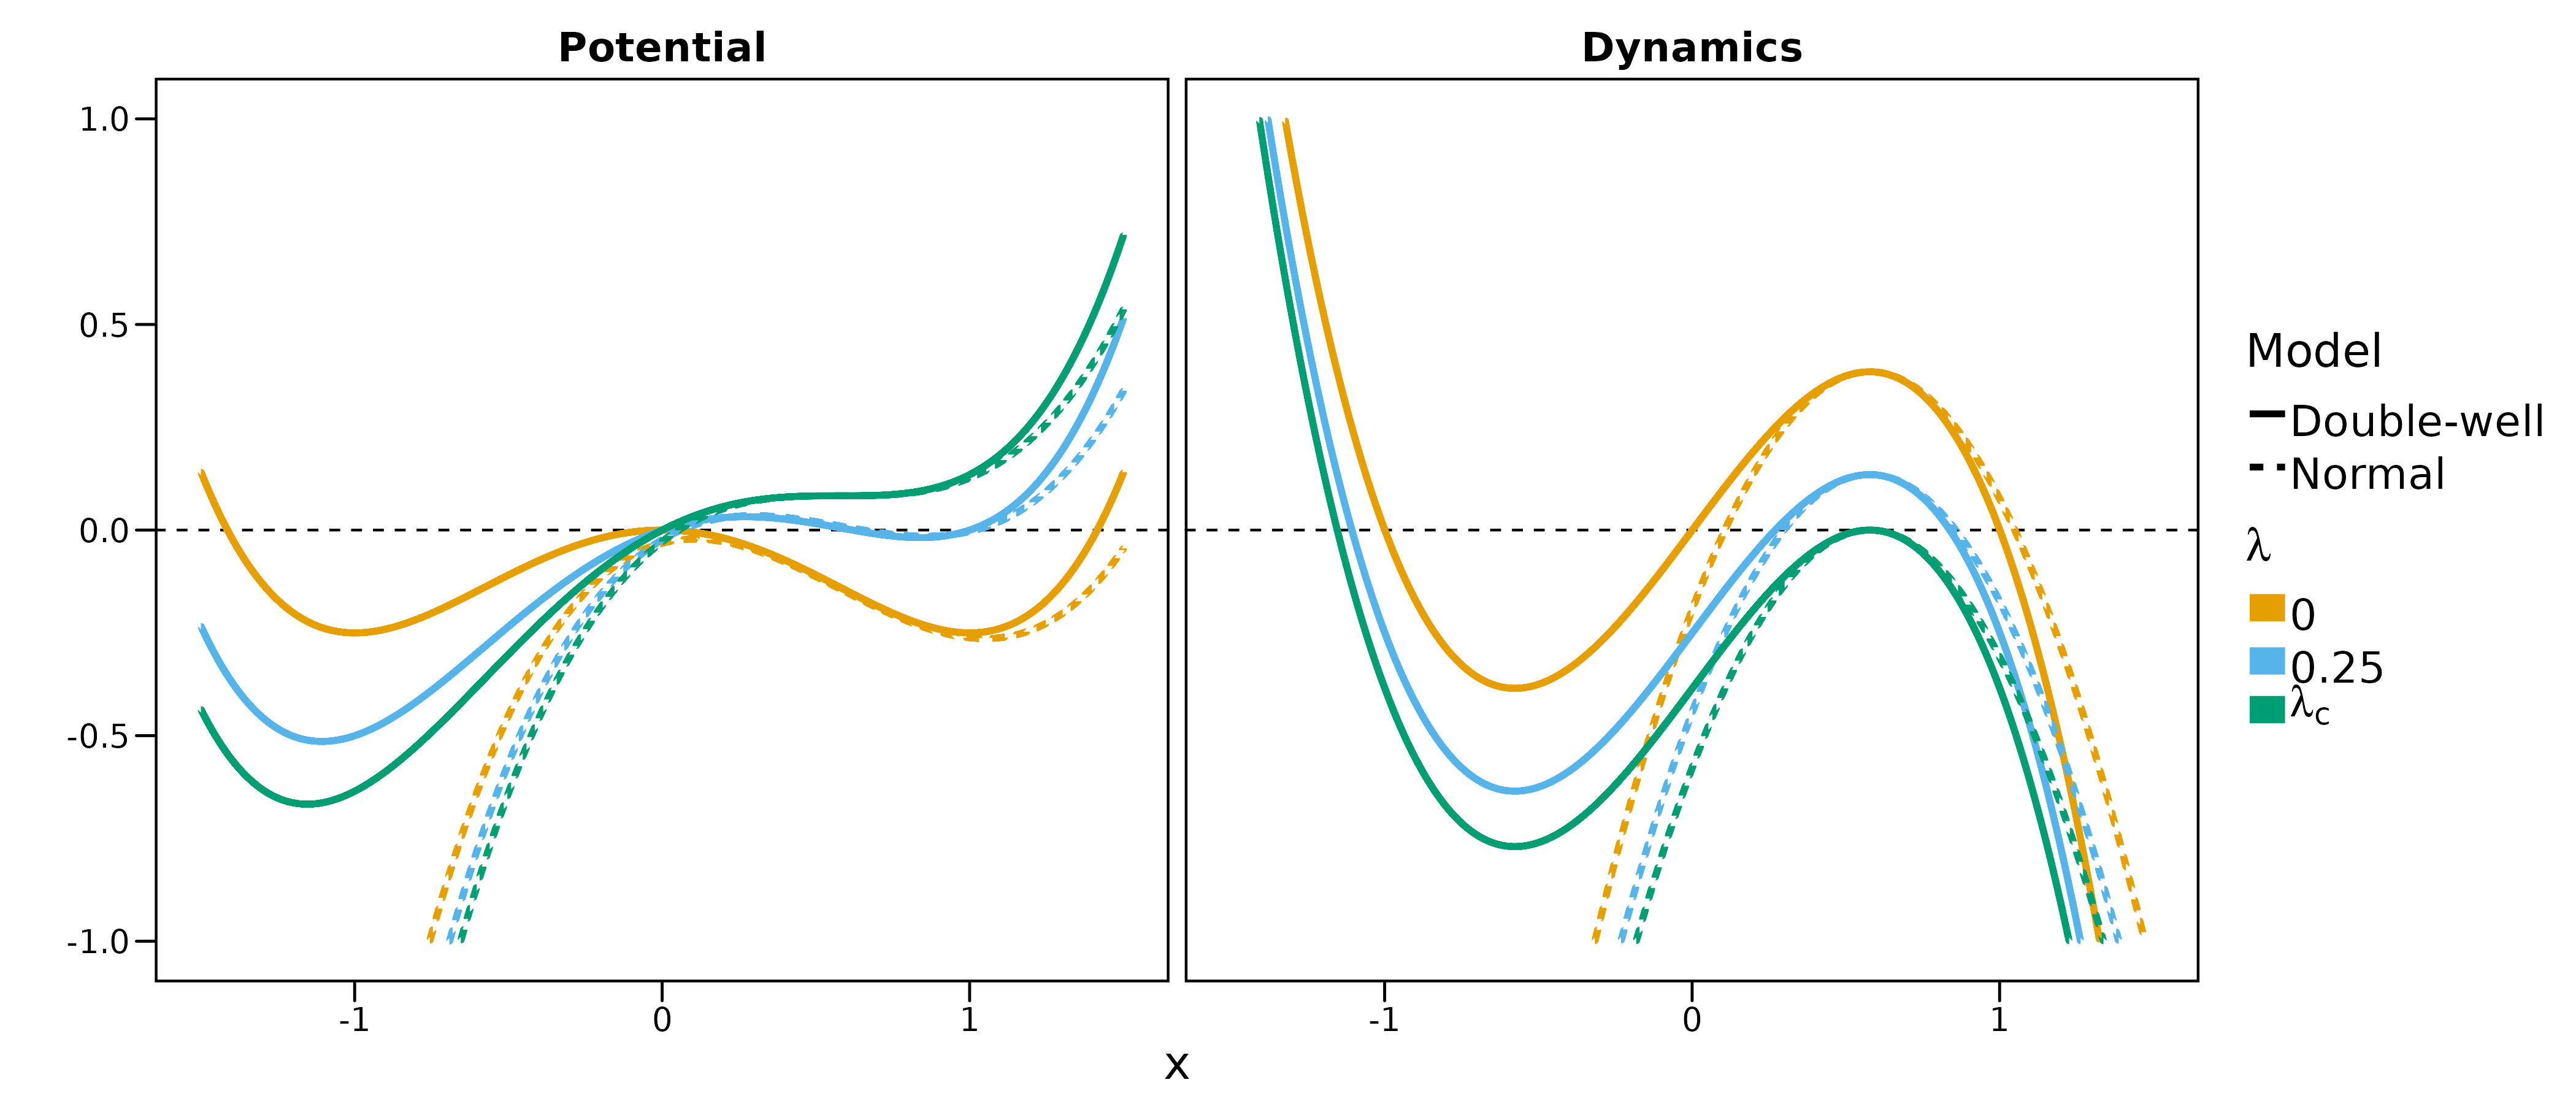 Potential
Dynamics
1.0
0.5
0.0
-0.5
-1.0
-1 0 1
-1 0 1
x
Model
Double-well
Normal
λ
0
0.25
λc